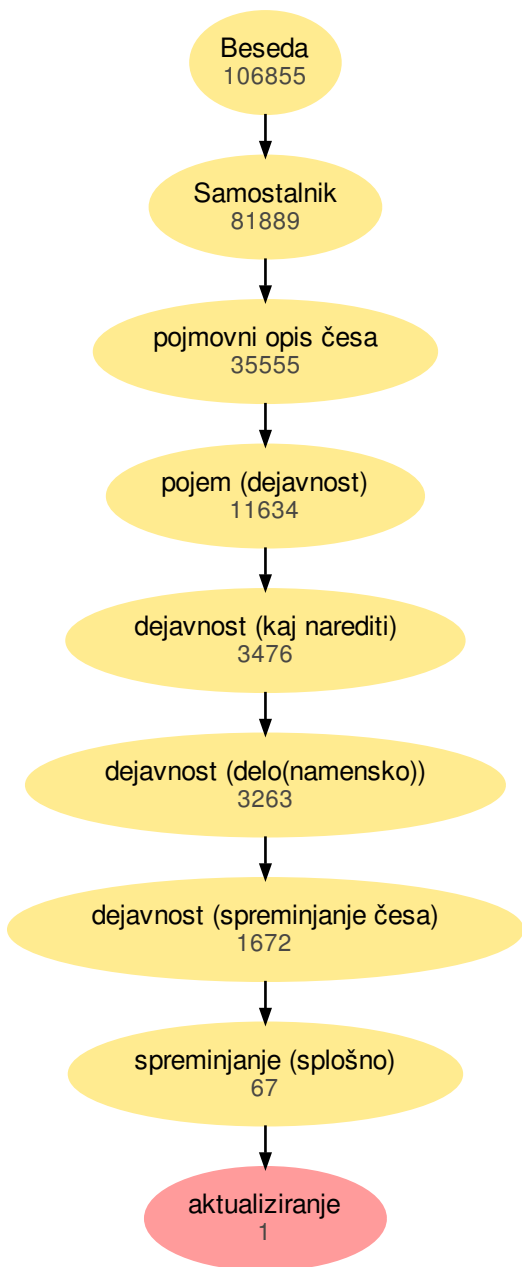 Beseda
106855
Samostalnik
81889
pojmovni opis česa
35555
pojem (dejavnost)
11634
dejavnost (kaj narediti)
3476
dejavnost (delo(namensko))
3263
dejavnost (spreminjanje česa)
1672
spreminjanje (splošno)
67
aktualiziranje
1